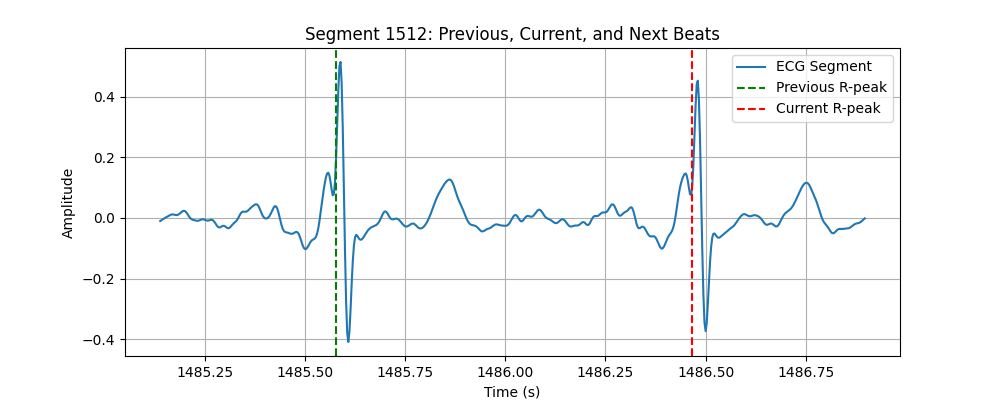 Segment 1512: Previous, Current, and Next Beats
ECG Segment
Previous R-peak
Current R-peak
Amplitude
0.4
0.2
0.0
−0.2
−0.4
1485.25 1485.50 1485.75 1486.00 1486.25 1486.50 1486.75
Time (s)